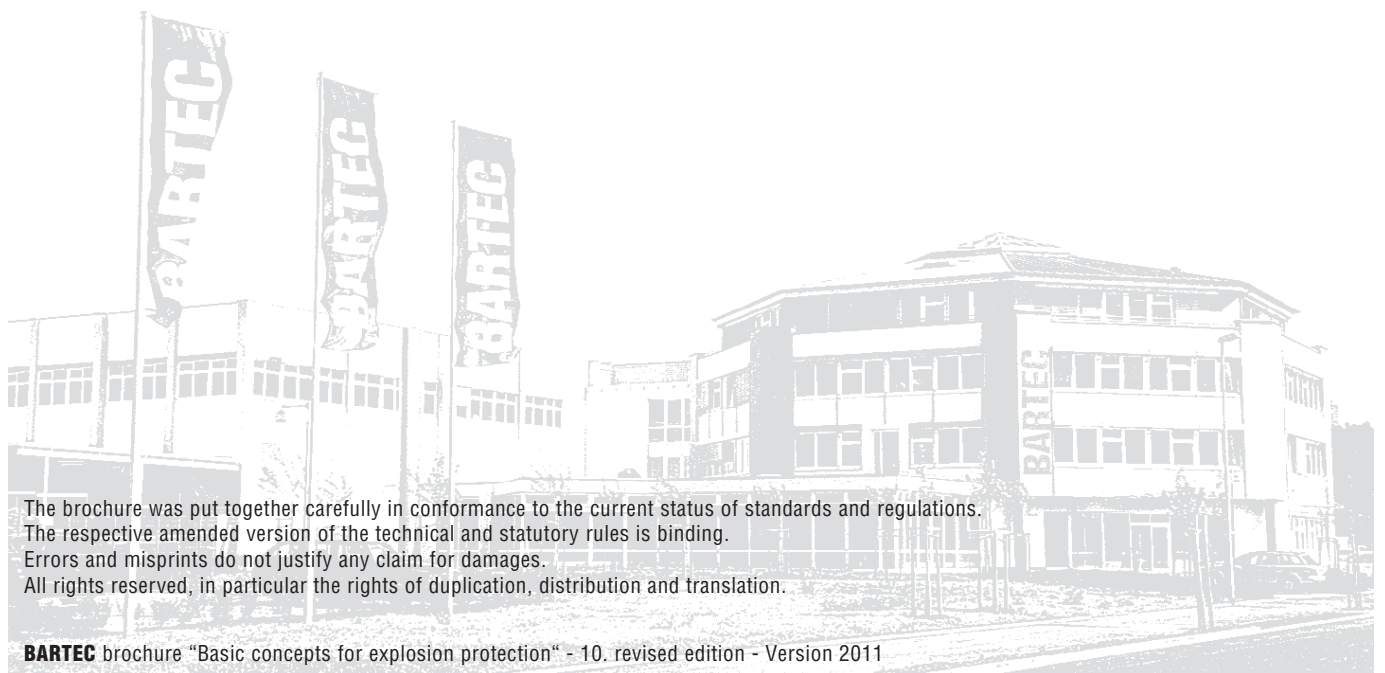 BARTEC
BARTEC
BARTEC
BARTEC
The brochure was put together carefully in conformance to the current status of standards and regulations.
The respective amended version of the technical and statutory rules is binding.
Errors and misprints do not justify any claim for damages.
All rights reserved, in particular the rights of duplication, distribution and translation.
BARTEC brochure “Basic concepts for explosion protection“ - 10. revised edition - Version 2011